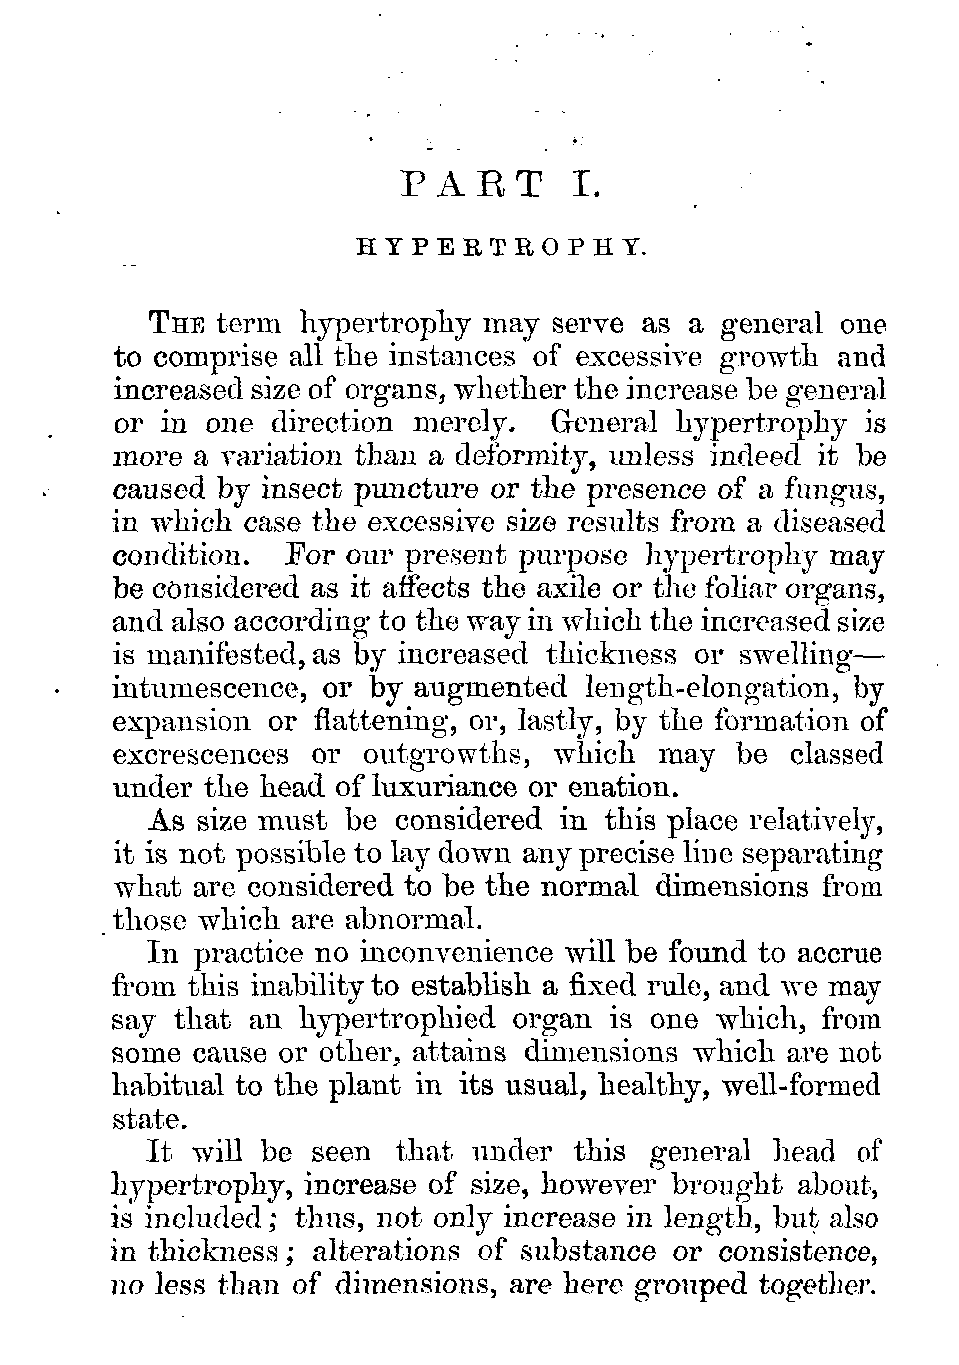 PART I.
HYPERTROPHY.
THE term hypertrophy may serve as a general one
to comprise all the instances of excessive growth and
increased size of organs, whether the increase be general
or in one direction merely. General hypertrophy is
more a variation than a deformity, unless indeed it be
caused by insect puncture or the presence of a fungus,
in which case the excessive size results from a diseased
condition. For our present purpose hypertrophy may
be considered as it affects the axile or the foliar organs,
and also according to the way in which the increased size
is manifested, as by increased thickness or swelling—
intumescence, or by augmented length-elongation, by
expansion or flattening, or, lastly, by the formation of
excrescences or outgrowths, which may be classed
under the head of luxuriance or enation.
As size must be considered in this place relatively,
it is not possible to lay down any precise line separating
what are considered to be the normal dimensions from
those which are abnormal.
In practice no inconvenience will be found to accrue
from this inability to establish a fixed rule, and we may
say that an hypertrophied organ is one which, from
some cause or other, attains dimensions which are not
habitual to the plant in its usual, healthy, well-formed
state.
It will be seen that under this general head of
hypertrophy, increase of size, however brought about,
is included; thus, not only increase in length, but also
in thickness; alterations of substance or consistence,
no less than of dimensions, are here grouped together.